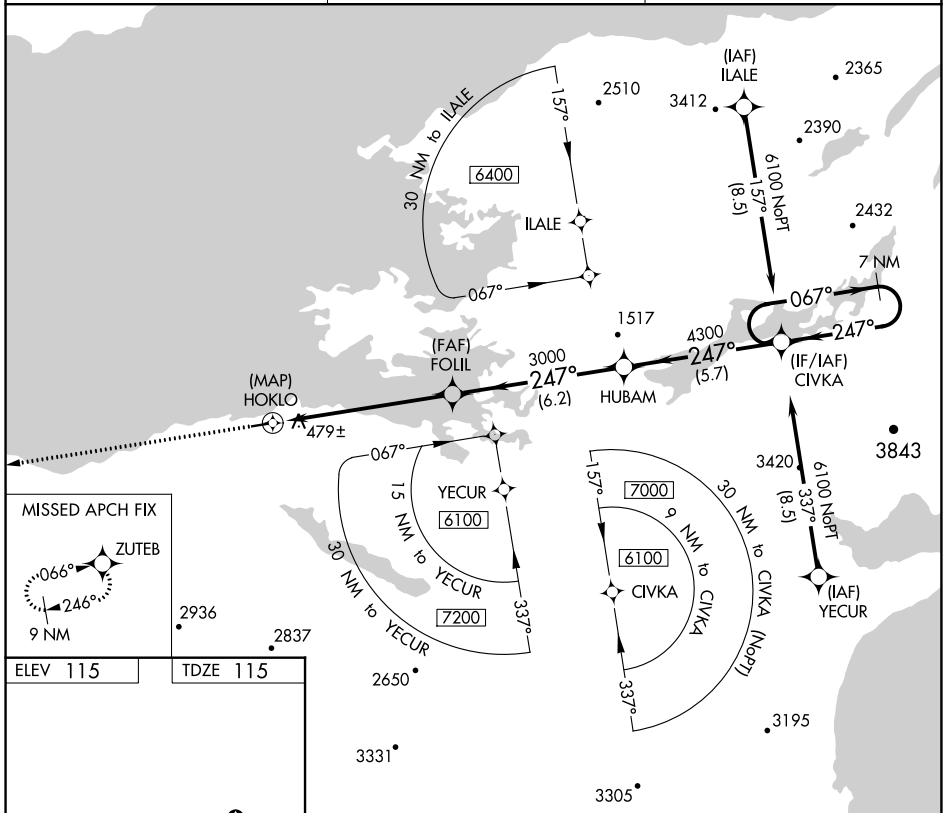 (IAF)
ILALE
2365
2510
3412
2390
157°
30 NM to ILALE
6400
6100 NoPT
157°
(8.5)
ILALE
2432
7 NM
067°
067°
247°
1517
4300
247°
(5.7)
(IF/IAF)
CIVKA
(FAF)
FOLIL
3000
247°
(6.2)
HUBAM
(MAP)
HOKLO
479±
3843
067°
YECUR
6100
15 NM to YECUR
30 NM to YECUR
7200
337°
157°
7000
30 NM to CIVKA (NoPT)
9 NM to CIVKA
6100
CIVKA
337°
3420
6100 NoPT
337°
(8.5)
(IAF)
YECUR
MISSED APCH FIX
ZUTEB
066°
246°
9 NM
2936
2837
ELEV 115
TDZE 115
2650
3331
3195
3305